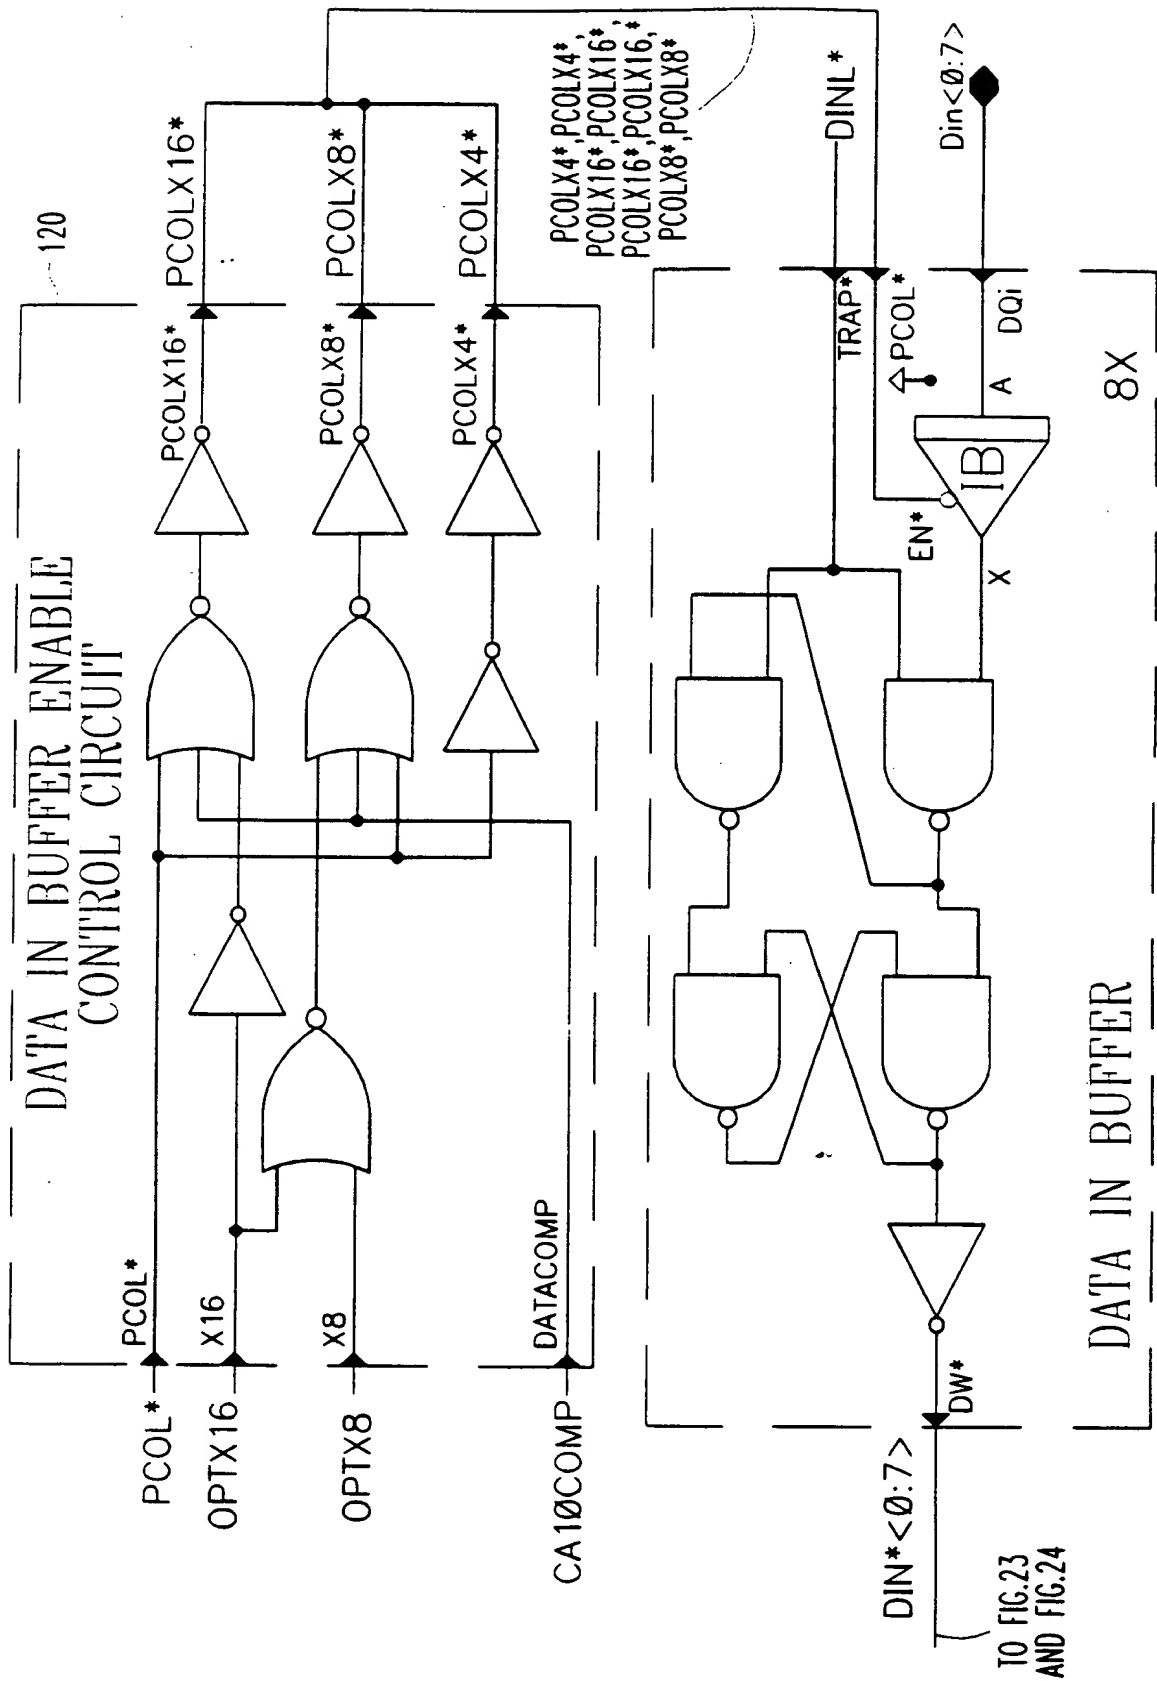 120
DATA IN BUFFER ENABLE
CONTROL CIRCUIT
PCOL*
PCOL*
OPTX16
X16
OPTX8
X8
CA10COMP
DATACOMP
PCOLX16*
PCOLX16*
PCOLX8*
PCOLX8*
PCOLX4*
PCOLX4*
PCOLX4*,PCOLX4*,
PCOLX16*,PCOLX16*,
PCOLX16*,PCOLX16,*
PCOLX8*,PCOLX8*
DINL*
TRAP*
PCOL*
Din<0:7>
DQi
A
IB
EN*
X
8X
DATA IN BUFFER
DW*
DIN*<0:7>
TO FIG.23
AND FIG.24